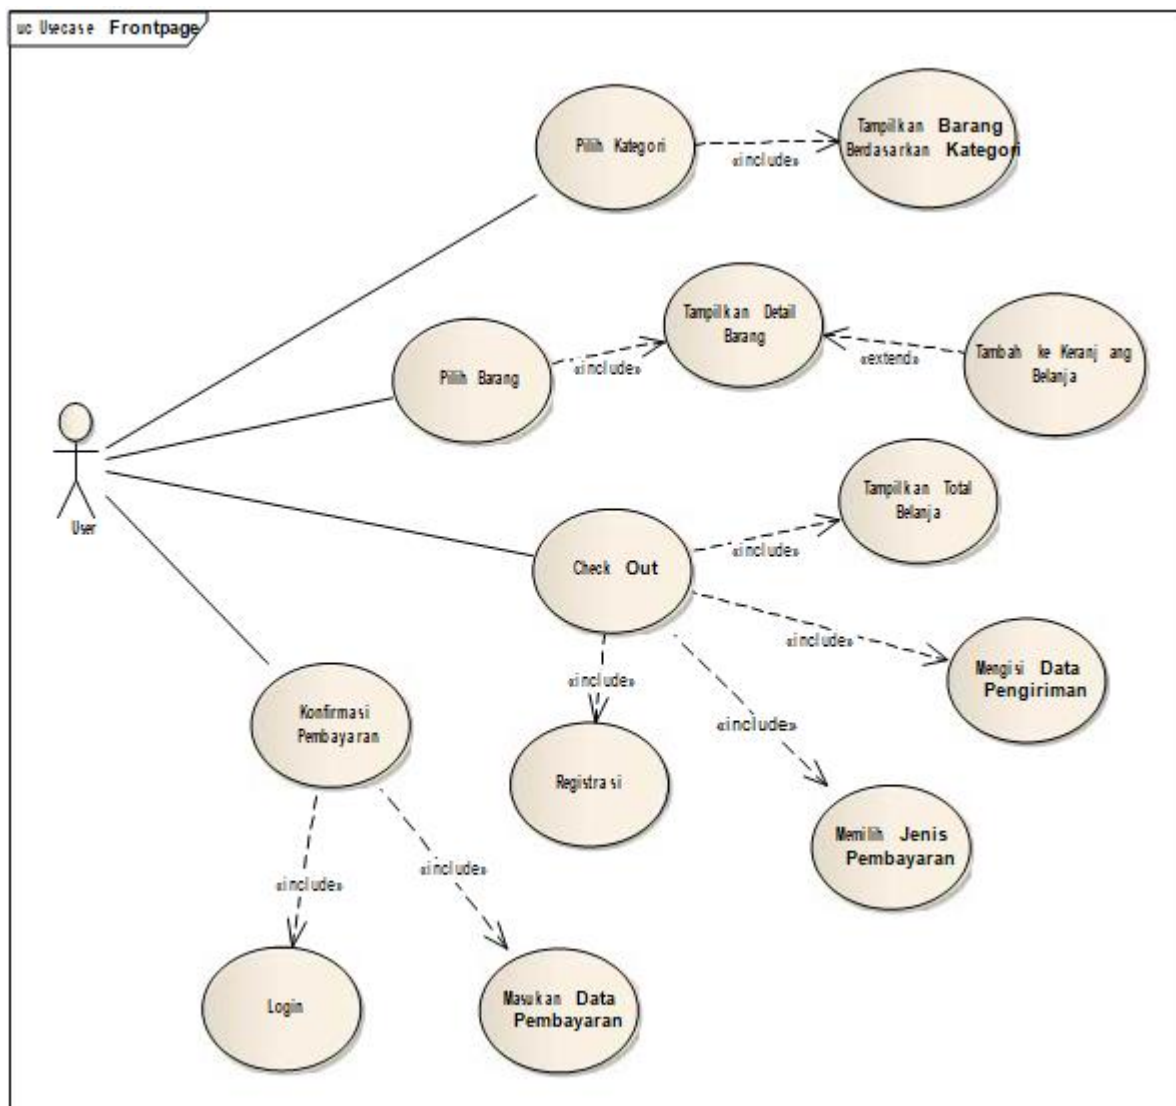 uc Usecase Frontpage
Pilih Kategori
«include»
Tampilkan Barang
Berdasarkan Kategori
Pilih Barang
«include»
Tampilkan Detail
Barang
«extend»
Tambah ke Keranj ang
Belanja
User
Check Out
«include»
Tampilkan Total
Belanja
«include»
Mengisi Data
Pengiriman
«include»
Registrasi
«include»
Memilih Jenis
Pembayaran
Konfirmasi
Pembayaran
«include»
Login
«include»
Masukan Data
Pembayaran